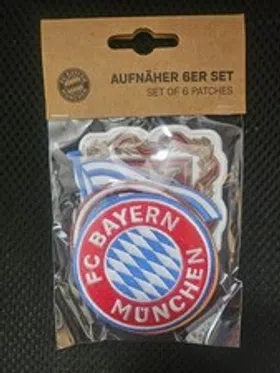 AUFNÄHER 6ER SET
SET OF 6 PATCHES
FC BAYERN
MÜNCHEN